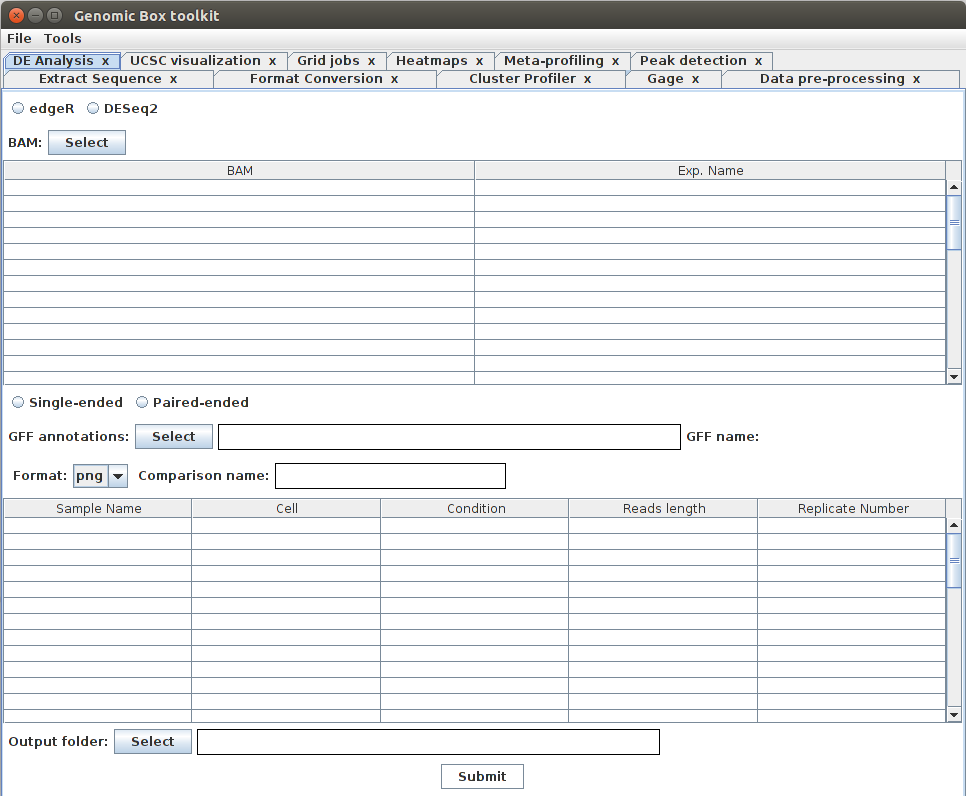 Genomic Box toolkit
File Tools
DE Analysis x UCSC visualization x Grid jobs x Heatmaps x Meta-profiling x Peak detection x
Extract Sequence x Format Conversion x Cluster Profiler x Gage x Data pre-processing x
edgeR DESeq2
BAM: Select
BAM Exp. Name
Single-ended Paired-ended
GFF annotations: Select GFF name:
Format: png Comparison name:
Sample Name Cell Condition Reads length Replicate Number
Output folder: Select
Submit